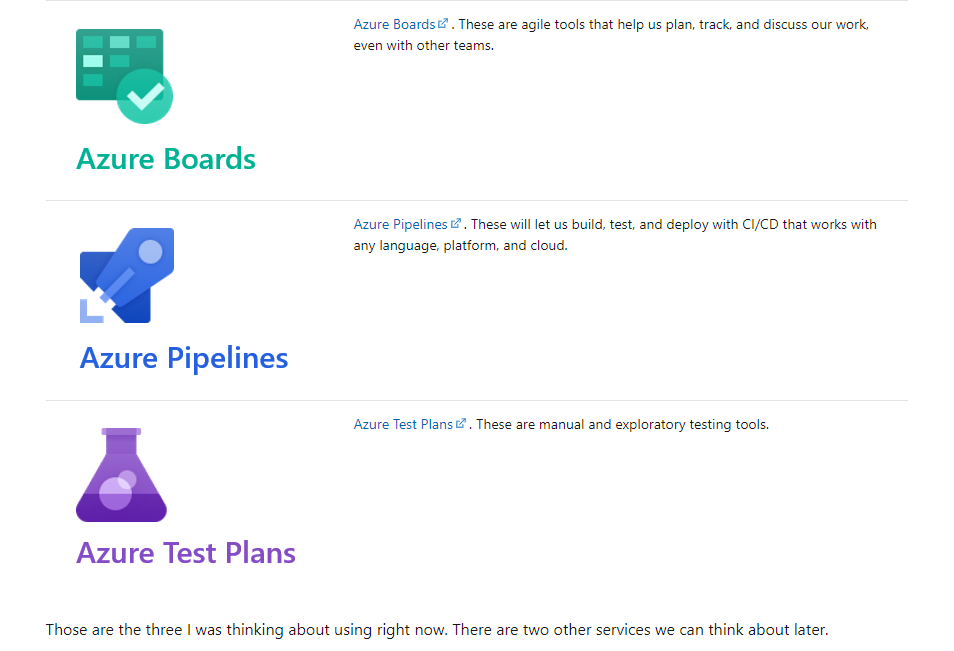 Azure Boards. These are agile tools that help us plan, track, and discuss our work,
even with other teams.
Azure Boards
Azure Pipelines. These will let us build, test, and deploy with CI/CD that works with
any language, platform, and cloud.
Azure Pipelines
Azure Test Plans. These are manual and exploratory testing tools.
Azure Test Plans
Those are the three I was thinking about using right now. There are two other services we can think about later.